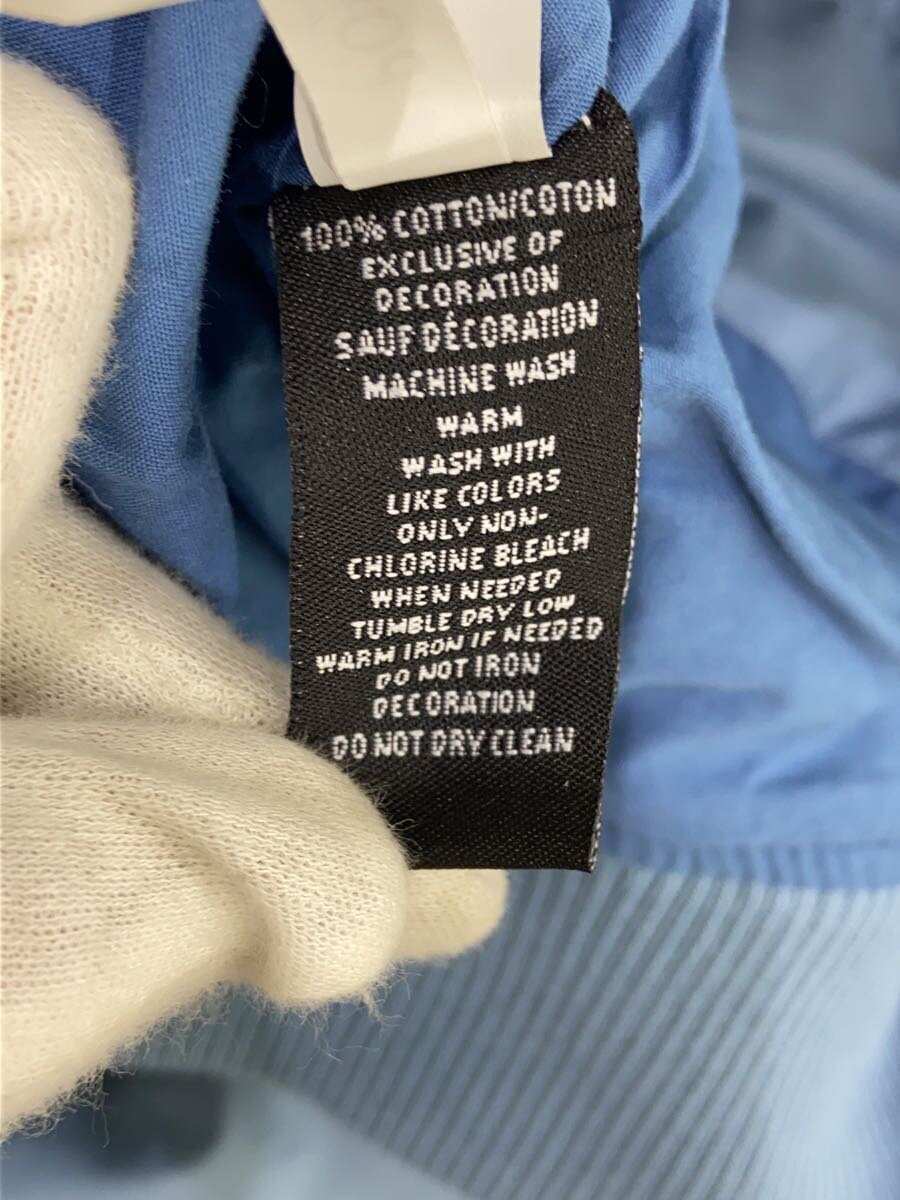 100% COTTON/COTON
EXCLUSIVE OF
DECORATION
SAUF DÉCORATION
MACHINE WASH
WARM
WASH WITH
LIKE COLORS
ONLY NON-
CHLORINE BLEACH
WHEN NEEDED
TUMBLE DRY LOW
WARM IRON IF NEEDED
DO NOT IRON
DECORATION
DO NOT DRY CLEAN